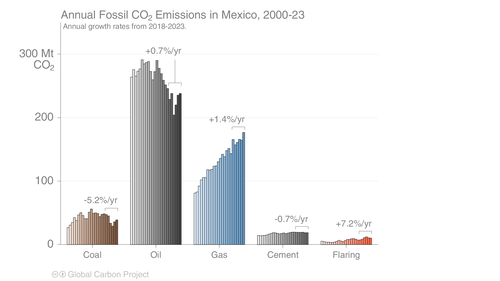 Annual Fossil CO₂ Emissions in Mexico, 2000-23
Annual growth rates from 2018-2023.
300 Mt
CO₂
200
100
0
-5.2%/yr
+0.7%/yr
+1.4%/yr
-0.7%/yr
+7.2%/yr
Coal
Oil
Gas
Cement
Flaring
Global Carbon Project